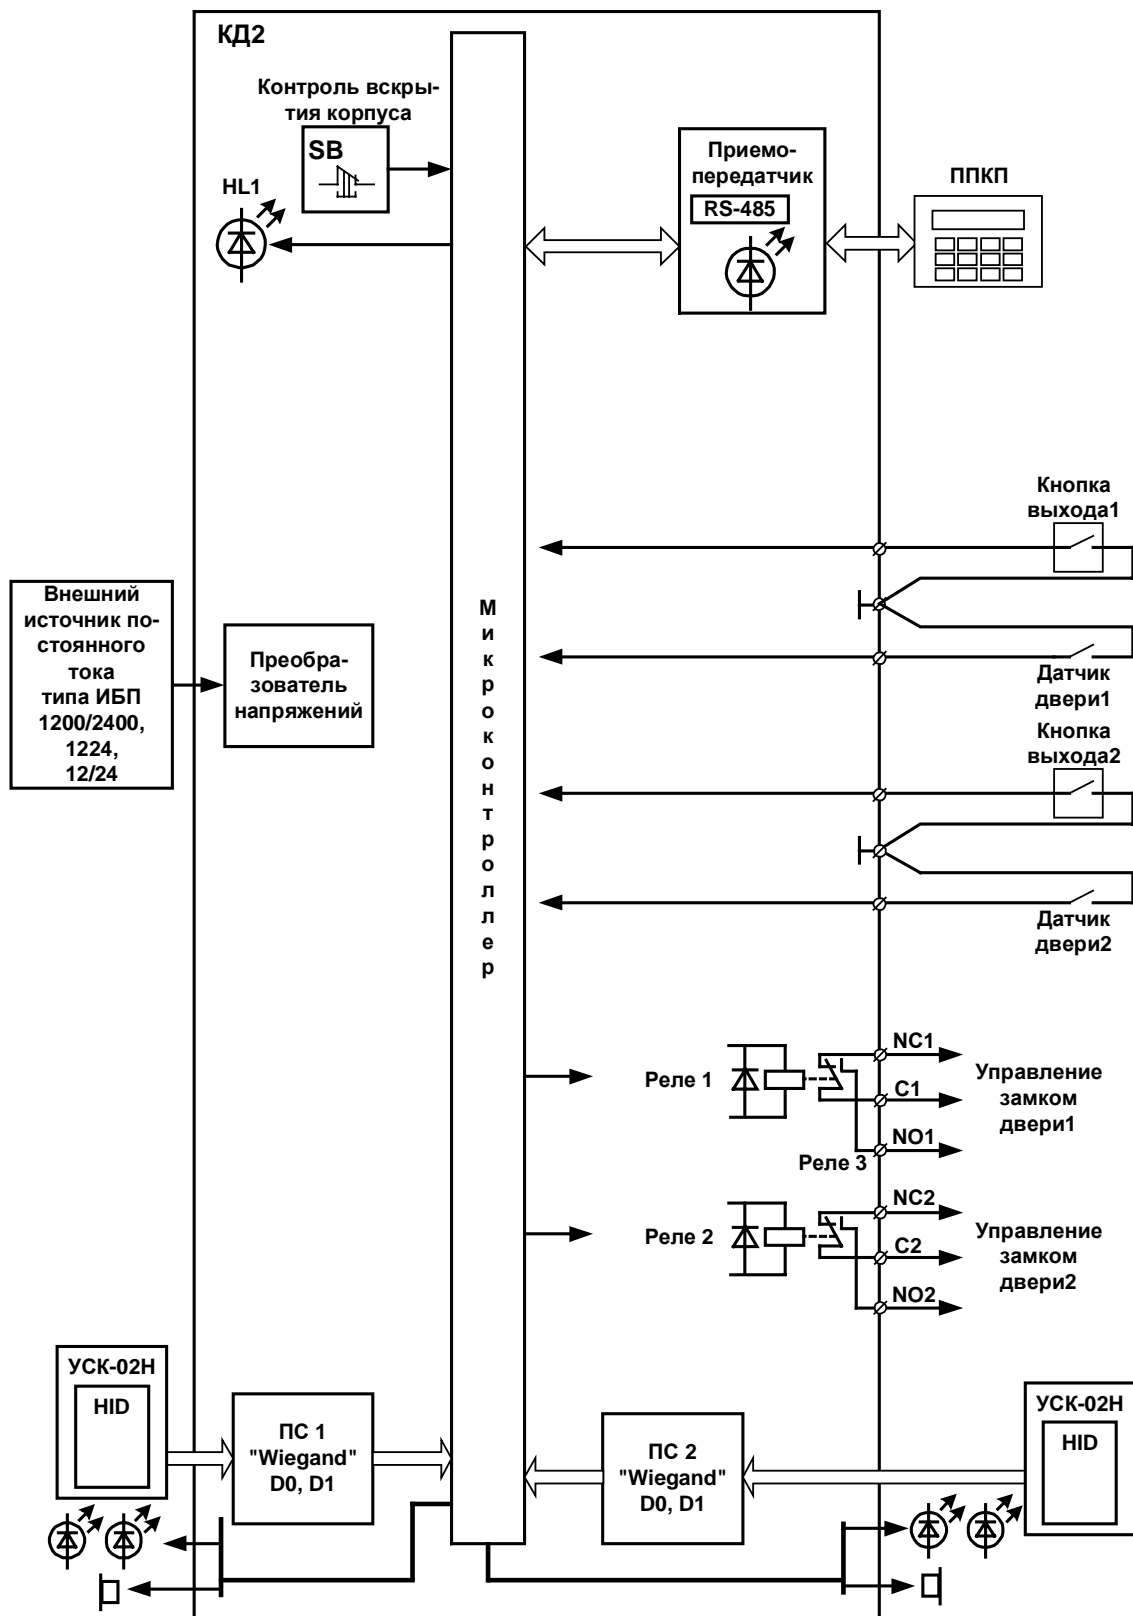 КД2
Контроль вскры-
тия корпуса
SB
HL1
Приемо-
передатчик
RS-485
ППКП
Кнопка
выхода1
Внешний
источник по-
стоянного
тока
типа ИБП
1200/2400,
1224,
12/24
Преобра-
зователь
напряжений
Микроконтроллер
Датчик
двери1
Кнопка
выхода2
Датчик
двери2
Реле 1
NC1
C1
NO1
Управление
замком
двери1
Реле 3
Реле 2
NC2
C2
NO2
Управление
замком
двери2
УСК-02Н
HID
ПС 1
"Wiegand"
D0, D1
ПС 2
"Wiegand"
D0, D1
УСК-02Н
HID